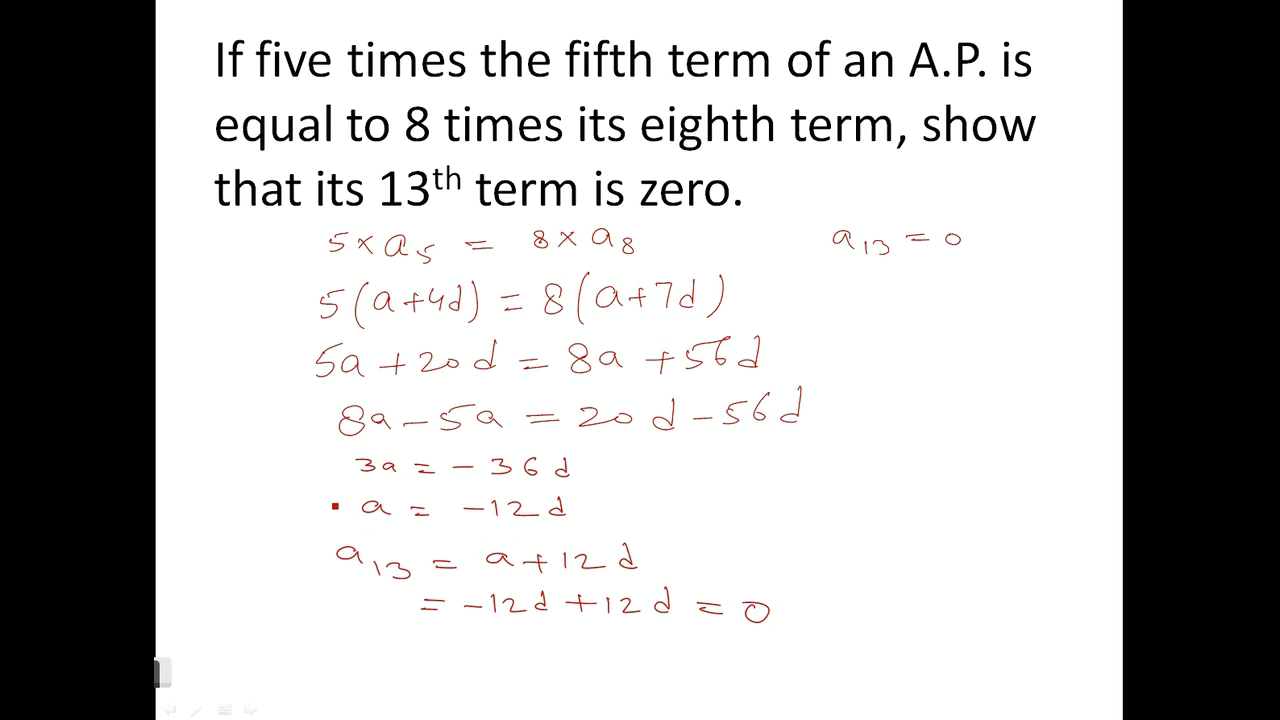 If five times the fifth term of an A.P. is
equal to 8 times its eighth term, show
that its 13th term is zero.
5 × a₅ = 8 × a₈
a₁₃ = 0
5(a+4d) = 8(a+7d)
5a + 20d = 8a + 56d
8a - 5a = 20d - 56d
3a = - 36d
a = -12d
a₁₃ = a + 12d
= -12d + 12d = 0